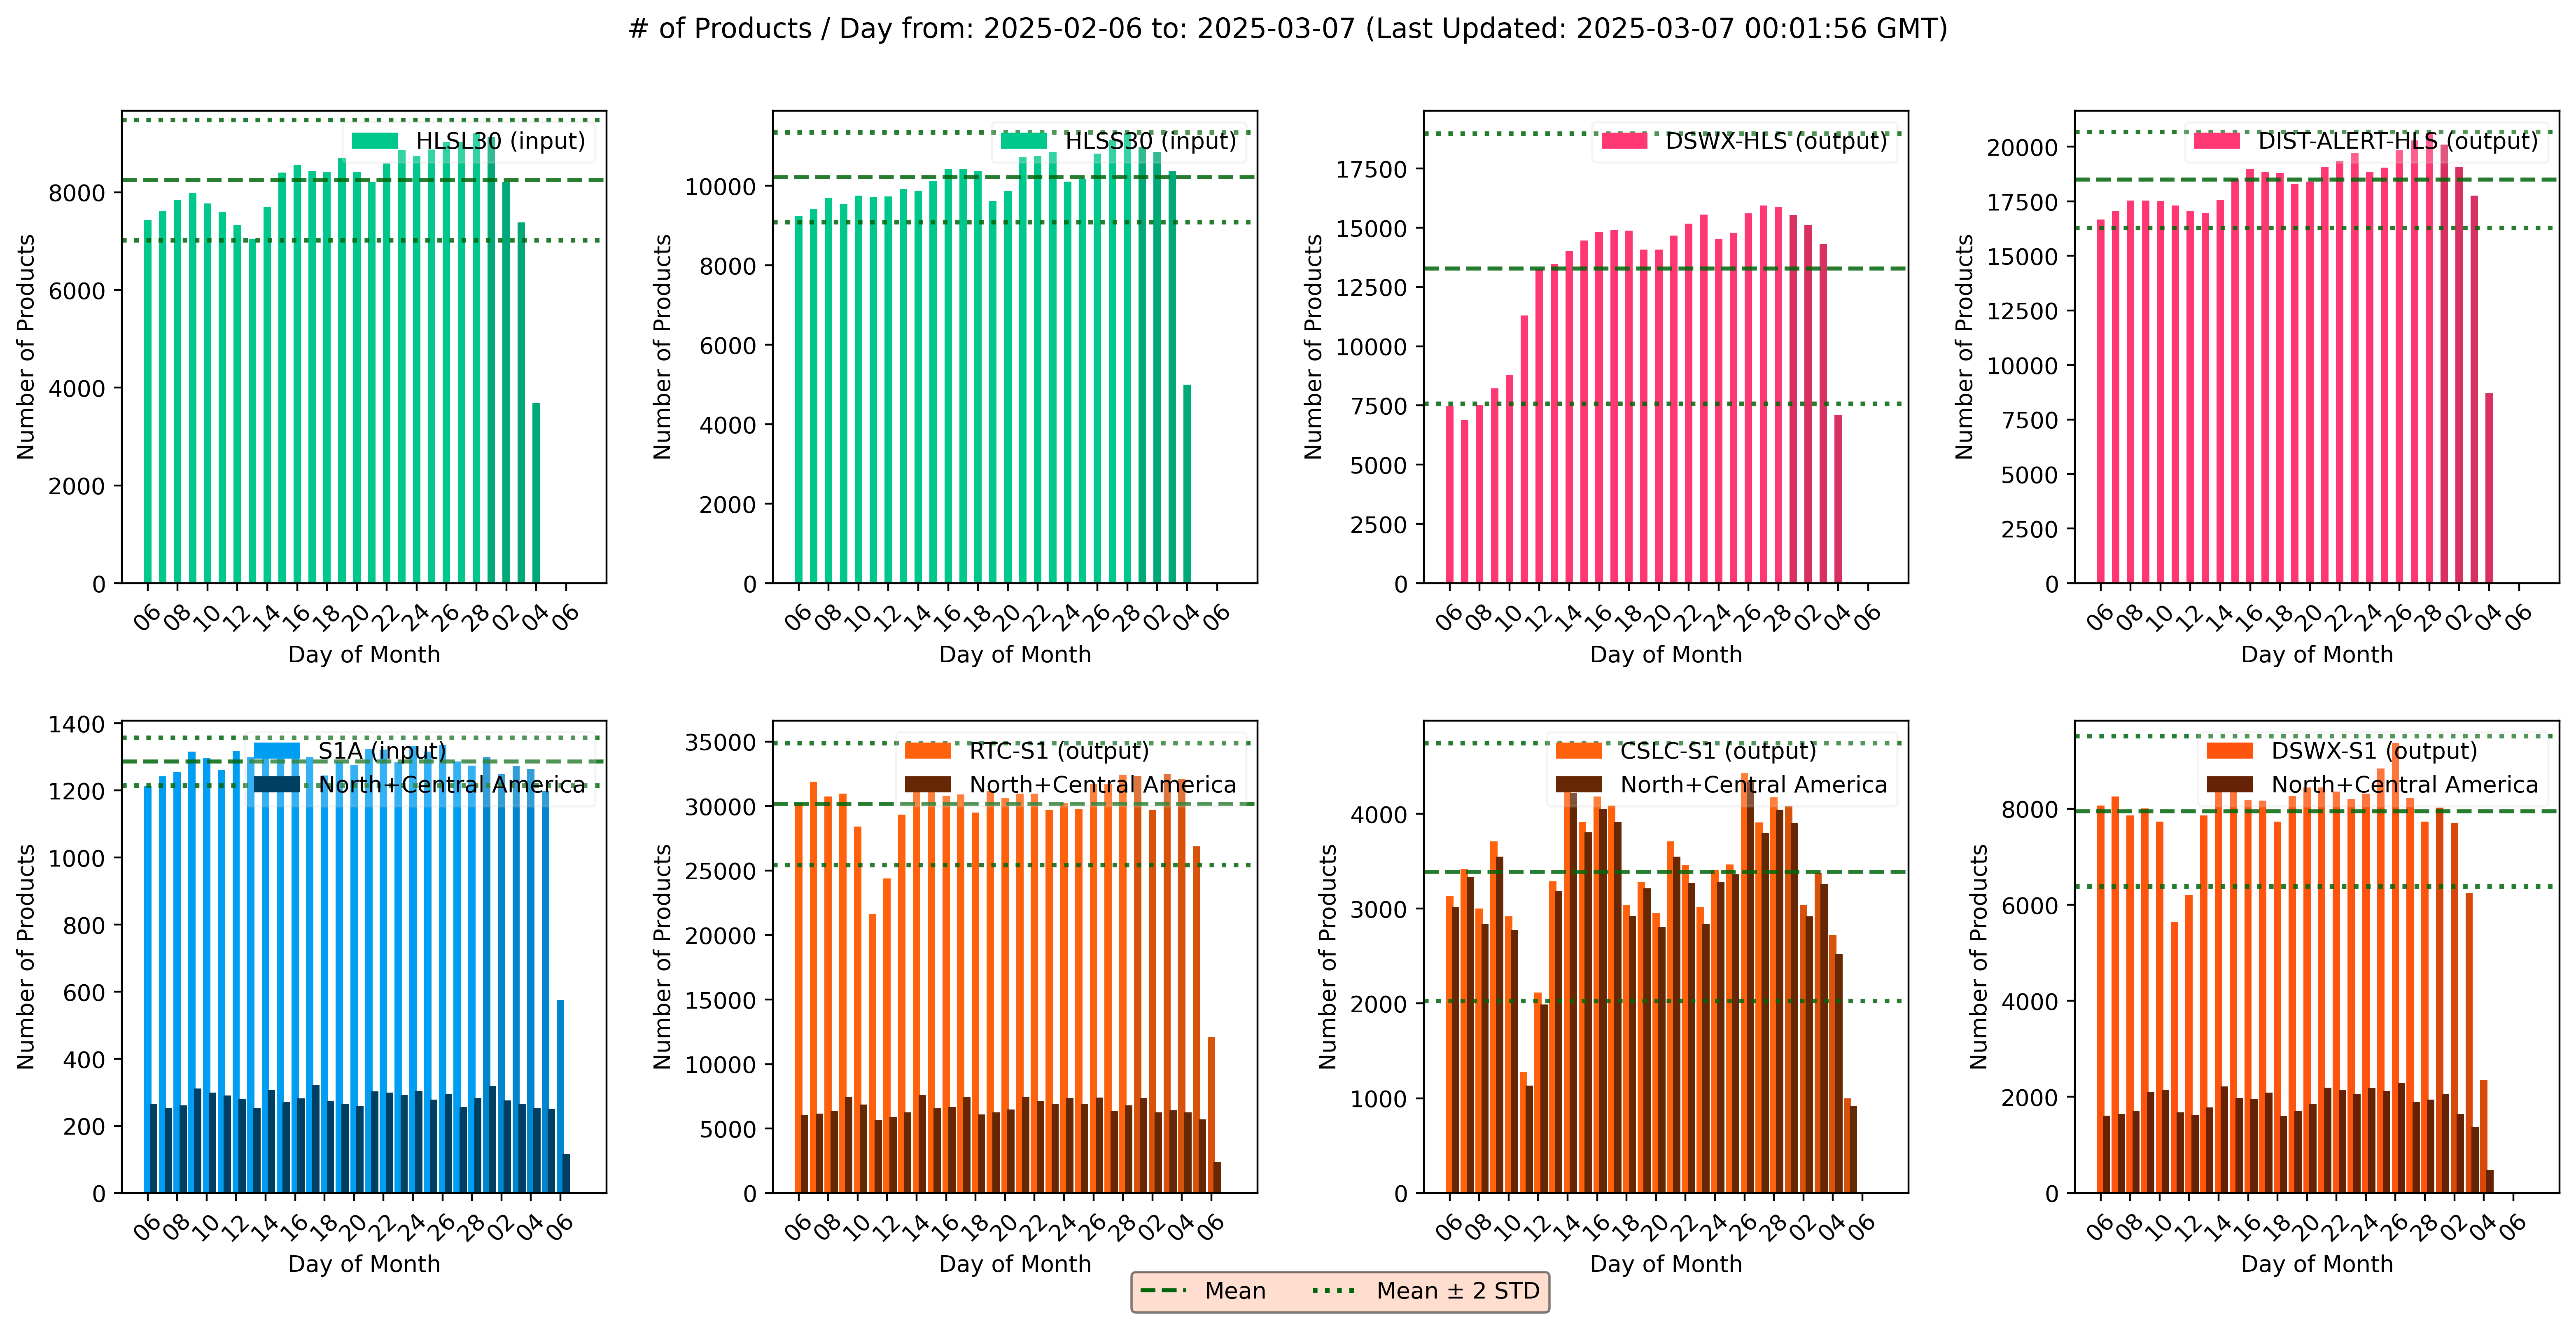 # of Products / Day from: 2025-02-06 to: 2025-03-07 (Last Updated: 2025-03-07 00:01:56 GMT)
Number of Products
8000
6000
4000
2000
0
HLSL30 (input)
06 08 10 12 14 16 18 20 22 24 26 28 02 04 06
Day of Month
Number of Products
10000
8000
6000
4000
2000
0
HLSS30 (input)
06 08 10 12 14 16 18 20 22 24 26 28 02 04 06
Day of Month
Number of Products
17500
15000
12500
10000
7500
5000
2500
0
DSWX-HLS (output)
06 08 10 12 14 16 18 20 22 24 26 28 02 04 06
Day of Month
Number of Products
20000
17500
15000
12500
10000
7500
5000
2500
0
DIST-ALERT-HLS (output)
06 08 10 12 14 16 18 20 22 24 26 28 02 04 06
Day of Month
Number of Products
1400
1200
1000
800
600
400
200
0
S1A (input)
North+Central America
06 08 10 12 14 16 18 20 22 24 26 28 02 04 06
Day of Month
Number of Products
35000
30000
25000
20000
15000
10000
5000
0
RTC-S1 (output)
North+Central America
06 08 10 12 14 16 18 20 22 24 26 28 02 04 06
Day of Month
Number of Products
4000
3000
2000
1000
0
CSLC-S1 (output)
North+Central America
06 08 10 12 14 16 18 20 22 24 26 28 02 04 06
Day of Month
Number of Products
8000
6000
4000
2000
0
DSWX-S1 (output)
North+Central America
06 08 10 12 14 16 18 20 22 24 26 28 02 04 06
Day of Month
Mean
Mean ± 2 STD